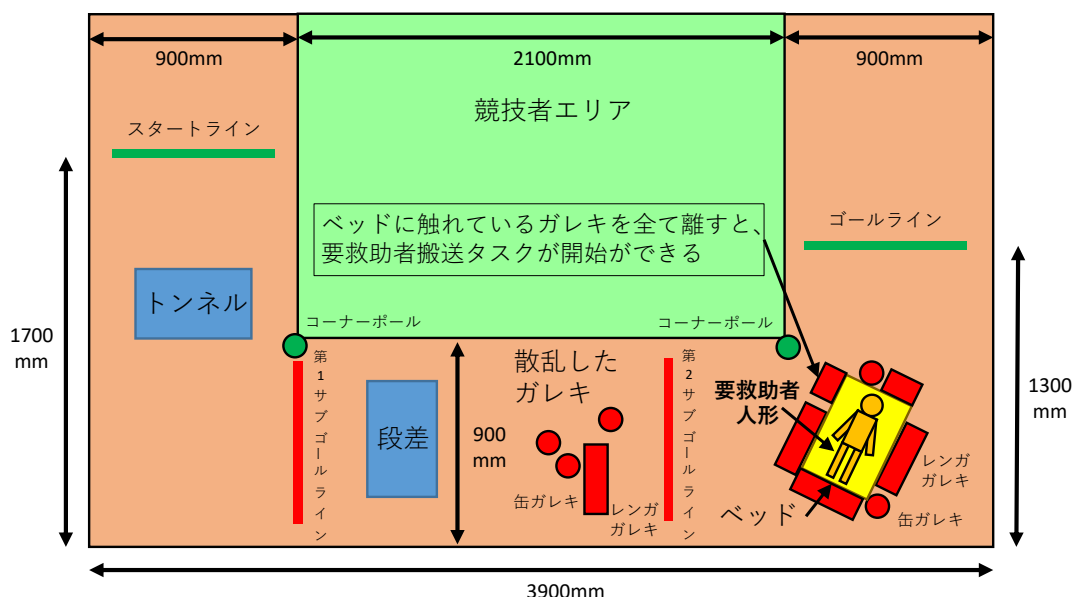 900mm
2100mm
900mm
競技者エリア
スタートライン
ベッドに触れているガレキを全て離すと、
要救助者搬送タスクが開始ができる
ゴールライン
トンネル
コーナーポール
コーナーポール
1700
mm
第1サブゴールライン
段差
900
mm
散乱した
ガレキ
缶ガレキ
レンガ
ガレキ
第2サブゴールライン
要救助者
人形
ベッド
レンガ
ガレキ
缶ガレキ
1300
mm
3900mm